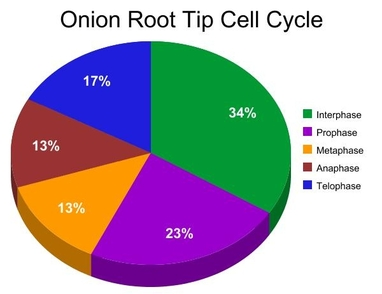 Onion Root Tip Cell Cycle
17%
34%
13%
13%
23%
Interphase
Prophase
Metaphase
Anaphase
Telophase